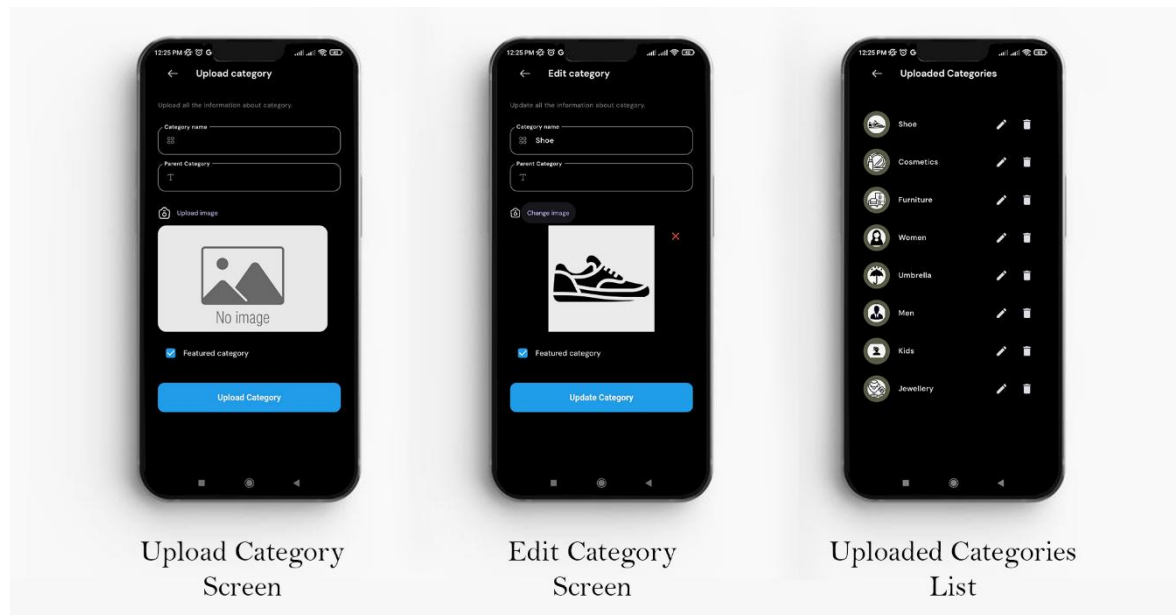 12:25 PM G
Upload category
Upload all the information about category.
Category name
Parent Category
T
Upload image
No image
Featured category
Upload Category
12:25 PM G
Edit category
Update all the information about category.
Category name
Shoe
Parent Category
T
Change image
Featured category
Update Category
12:25 PM G
Uploaded Categories
Shoe
Cosmetics
Furniture
Women
Umbrella
Men
Kids
Jewellery
Upload Category
Screen
Edit Category
Screen
Uploaded Categories
List